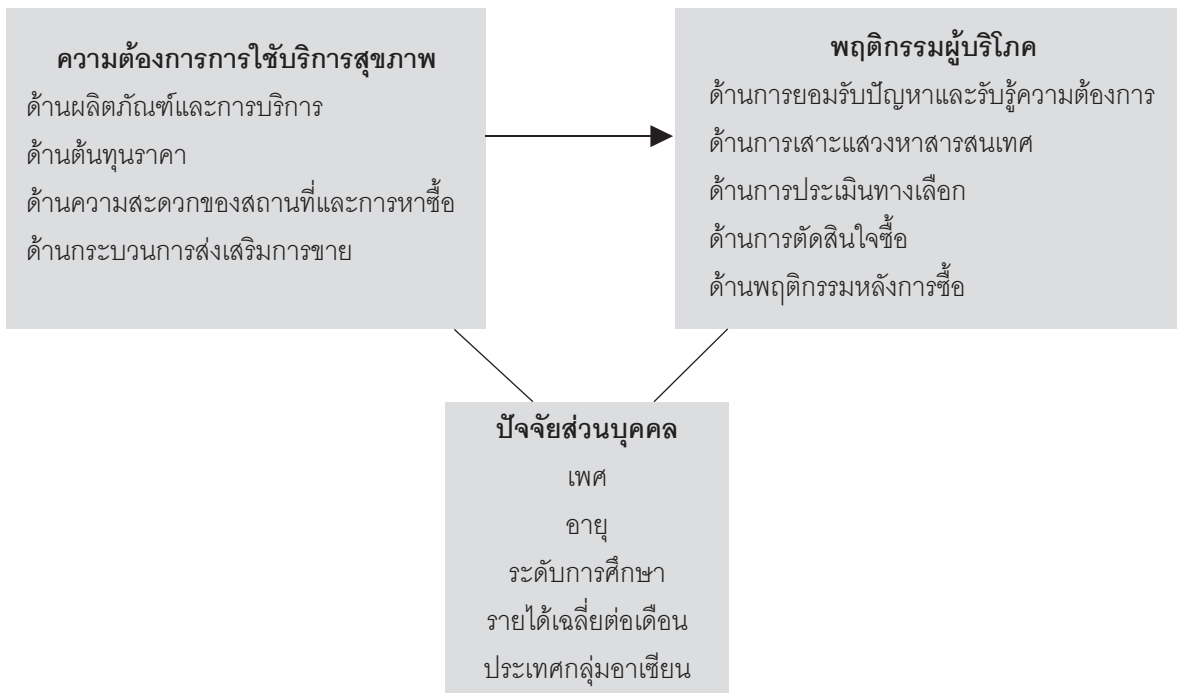 ความต้องการการใช้บริการสุขภาพ
ด้านผลิตภัณฑ์และการบริการ
ด้านต้นทุนราคา
ด้านความสะดวกของสถานที่และการหาซื้อ
ด้านกระบวนการส่งเสริมการขาย
พฤติกรรมผู้บริโภค
ด้านการยอมรับปัญหาและรับรู้ความต้องการ
ด้านการเสาะแสวงหาสารสนเทศ
ด้านการประเมินทางเลือก
ด้านการตัดสินใจซื้อ
ด้านพฤติกรรมหลังการซื้อ
ปัจจัยส่วนบุคคล
เพศ
อายุ
ระดับการศึกษา
รายได้เฉลี่ยต่อเดือน
ประเทศกลุ่มอาเซียน